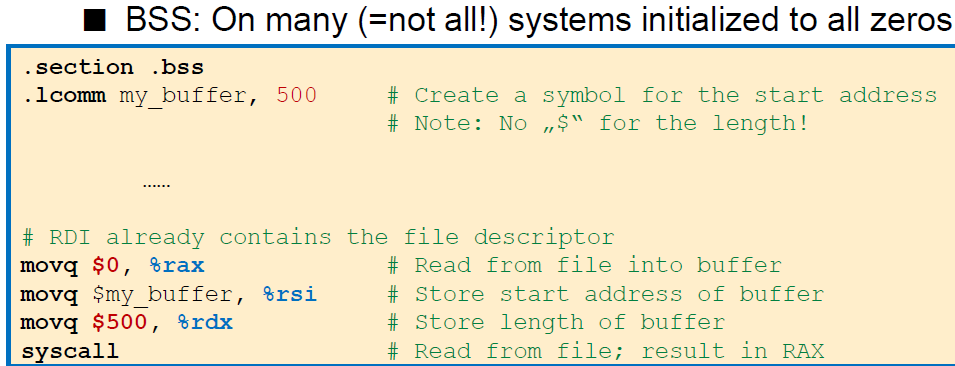 ■ BSS: On many (=not all!) systems initialized to all zeros
.section .bss
.lcomm my_buffer, 500 # Create a symbol for the start address
# Note: No „$“ for the length!
……
# RDI already contains the file descriptor
movq $0, %rax # Read from file into buffer
movq $my_buffer, %rsi # Store start address of buffer
movq $500, %rdx # Store length of buffer
syscall # Read from file; result in RAX